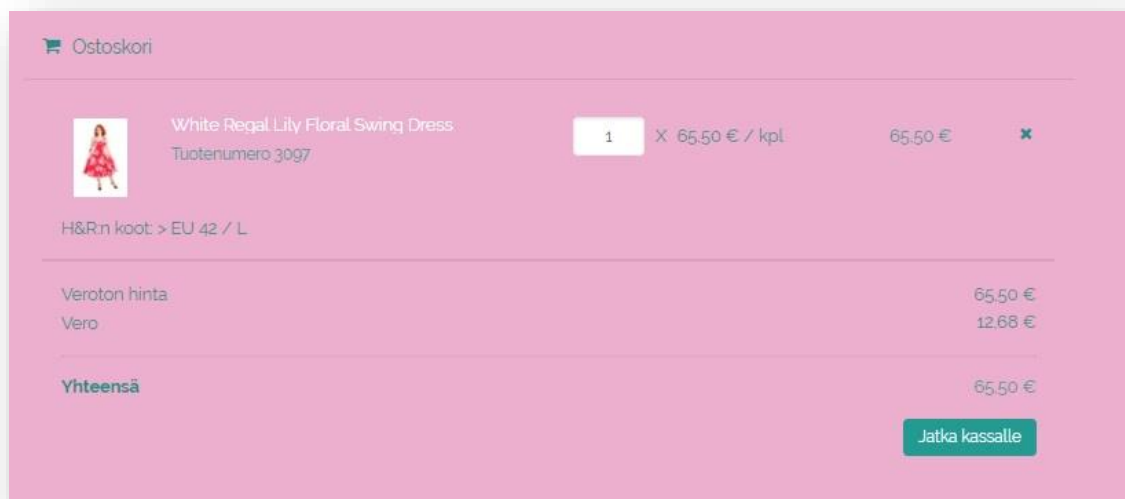 Ostoskori
White Regal Lily Floral Swing Dress
Tuotenumero 3097
1 X 65,50 € / kpl 65,50 € ×
H&R:n koot: > EU 42 / L
Veroton hinta 65,50 €
Vero 12,68 €
Yhteensä 65,50 €
Jatka kassalle